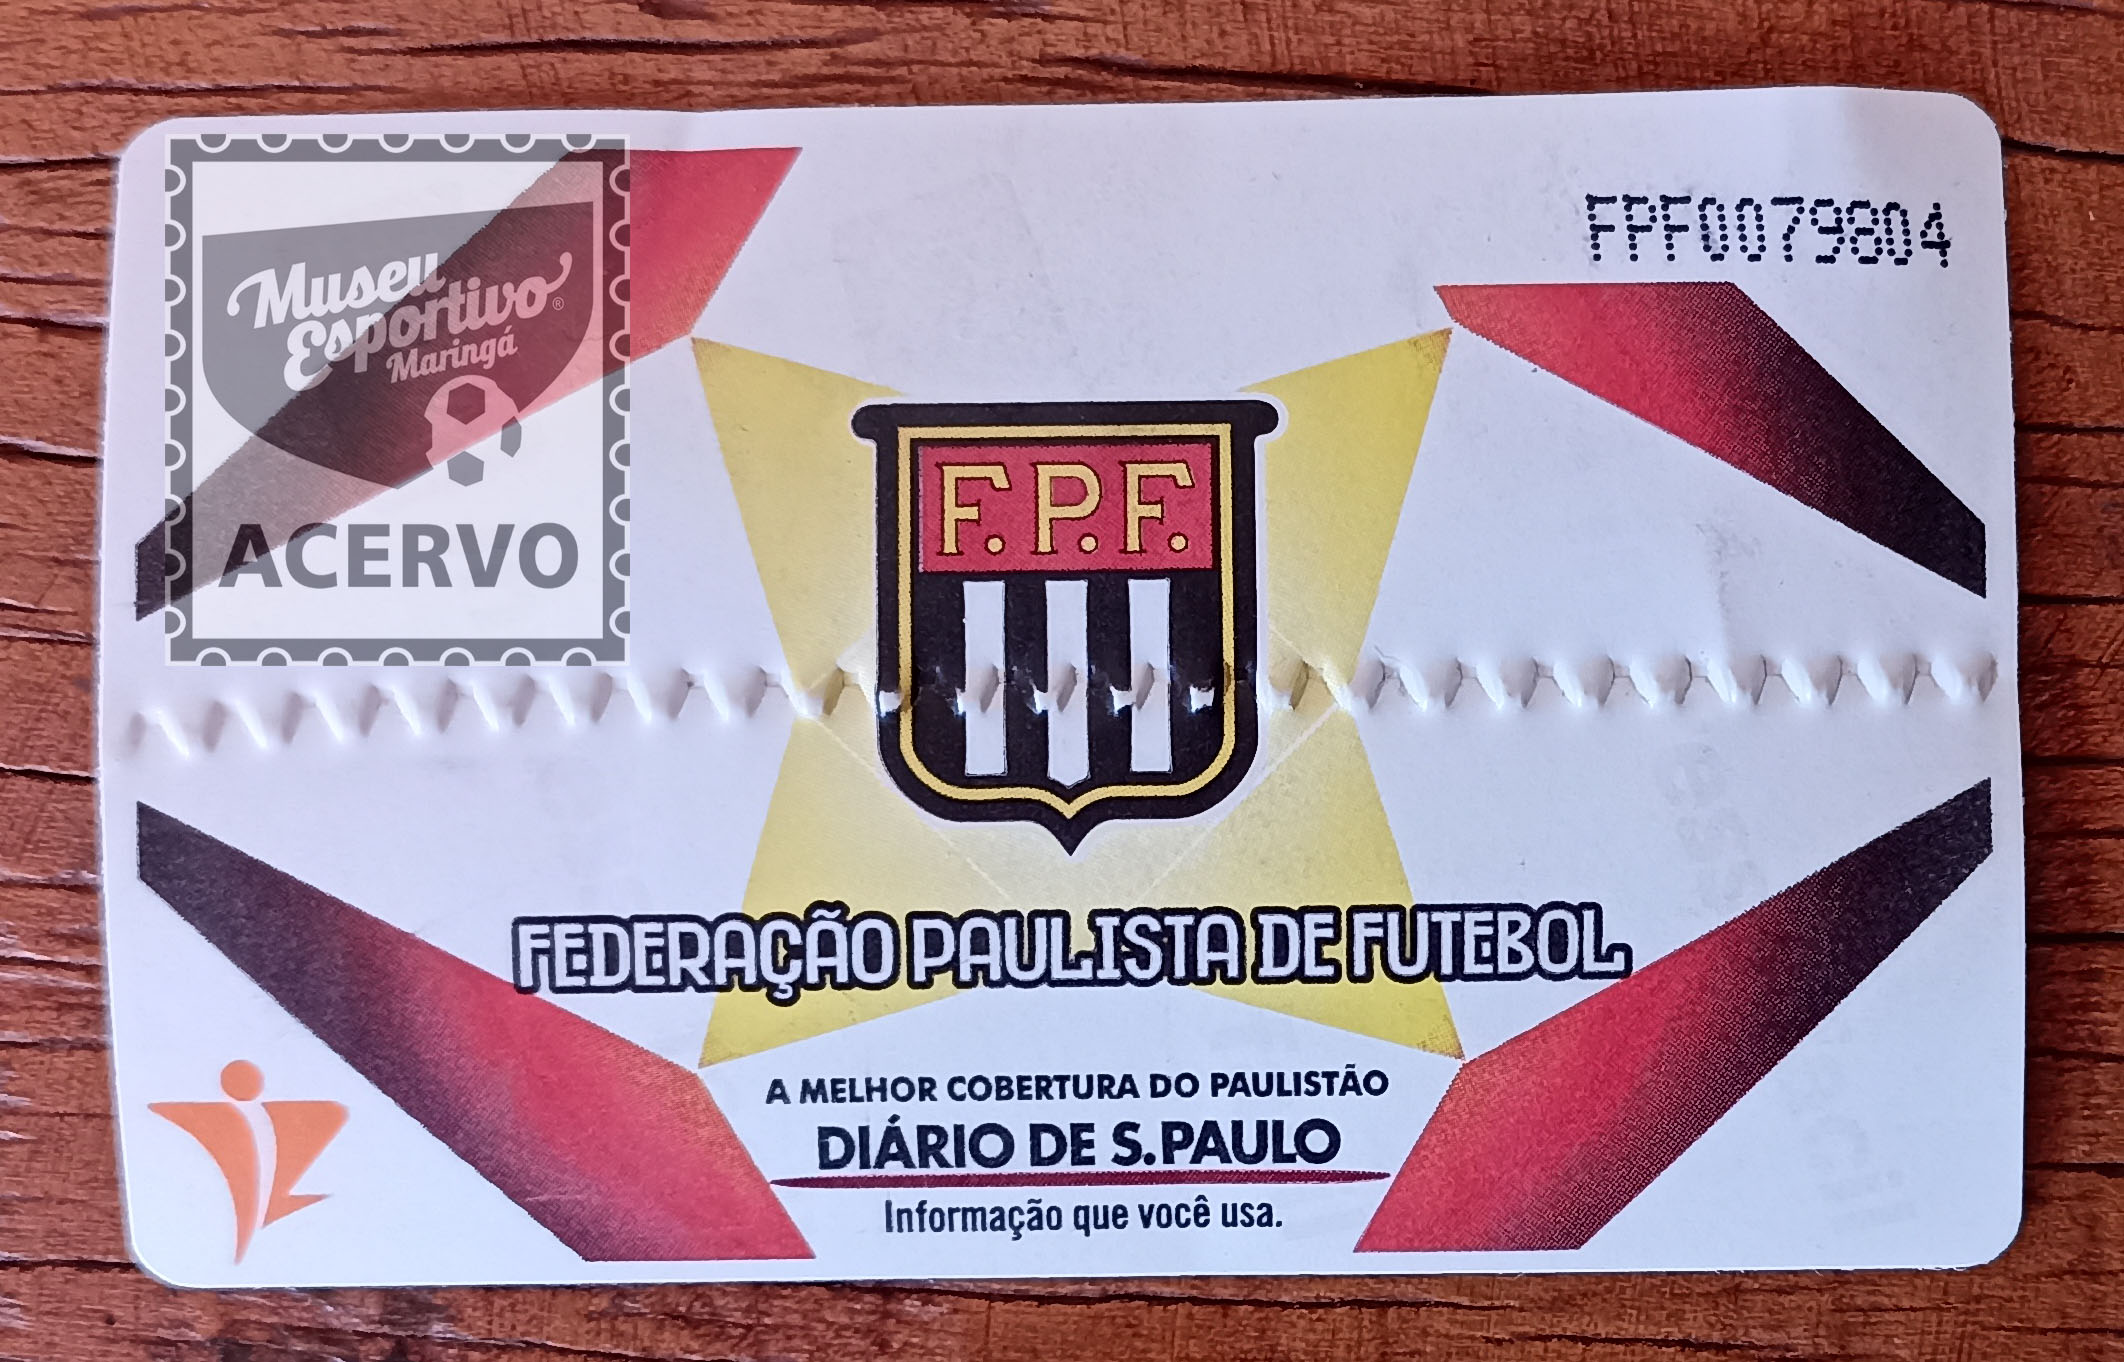 Museu
Esportivo®
Maringá
ACERVO
FPF0079804
F.P.F.
FEDERAÇÃO PAULISTA DE FUTEBOL
A MELHOR COBERTURA DO PAULISTÃO
DIÁRIO DE S.PAULO
Informação que você usa.